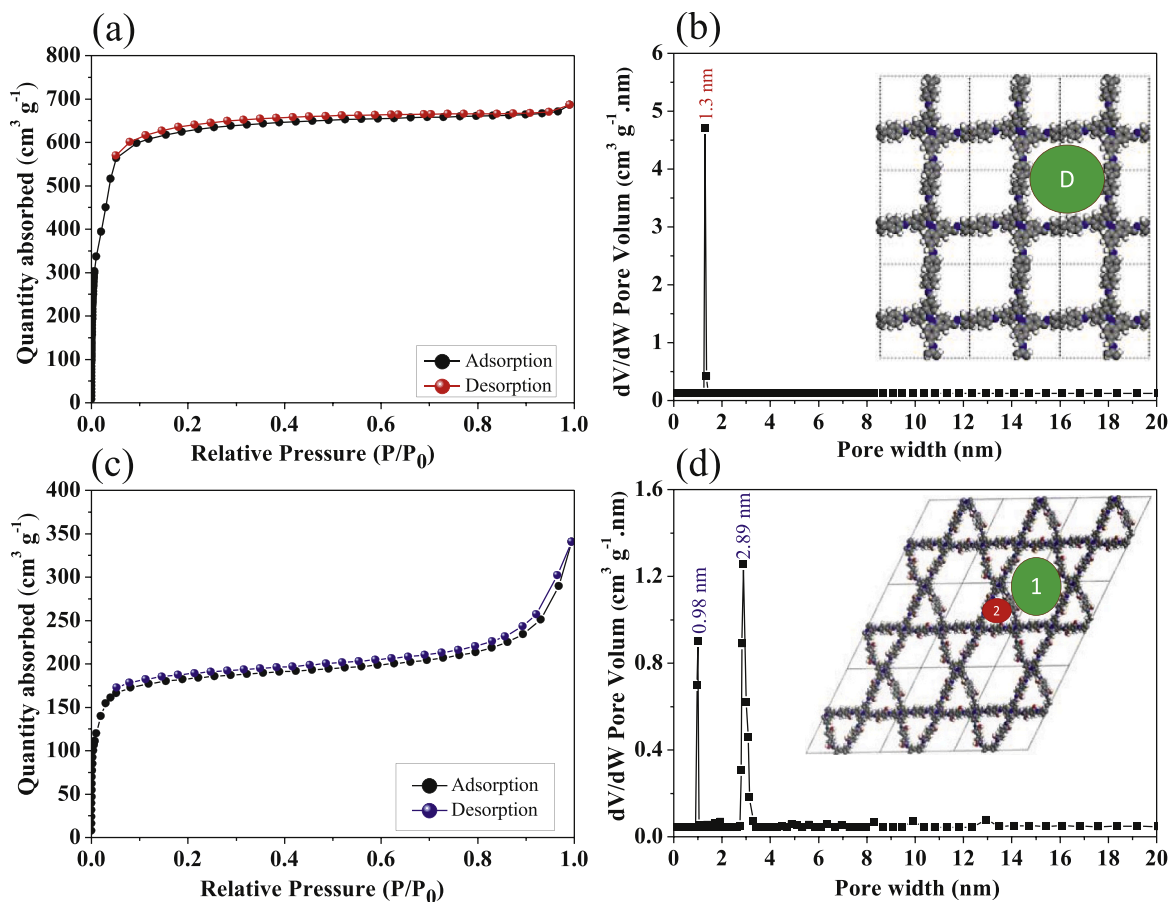 (a)
Quantity absorbed (cm³ g⁻¹)
800
700
600
500
400
300
200
100
0
Adsorption
Desorption
0.0 0.2 0.4 0.6 0.8 1.0
Relative Pressure (P/P₀)
(b)
dV/dW Pore Volum (cm³ g⁻¹.nm)
6
5
4
3
2
1
0
1.3 nm
D
0 2 4 6 8 10 12 14 16 18 20
Pore width (nm)
(c)
Quantity absorbed (cm³ g⁻¹)
400
350
300
250
200
150
100
50
0
Adsorption
Desorption
0.0 0.2 0.4 0.6 0.8 1.0
Relative Pressure (P/P₀)
(d)
dV/dW Pore Volum (cm³ g⁻¹.nm)
1.6
1.2
0.8
0.4
0.0
0.98 nm
2.89 nm
1
2
0 2 4 6 8 10 12 14 16 18 20
Pore width (nm)